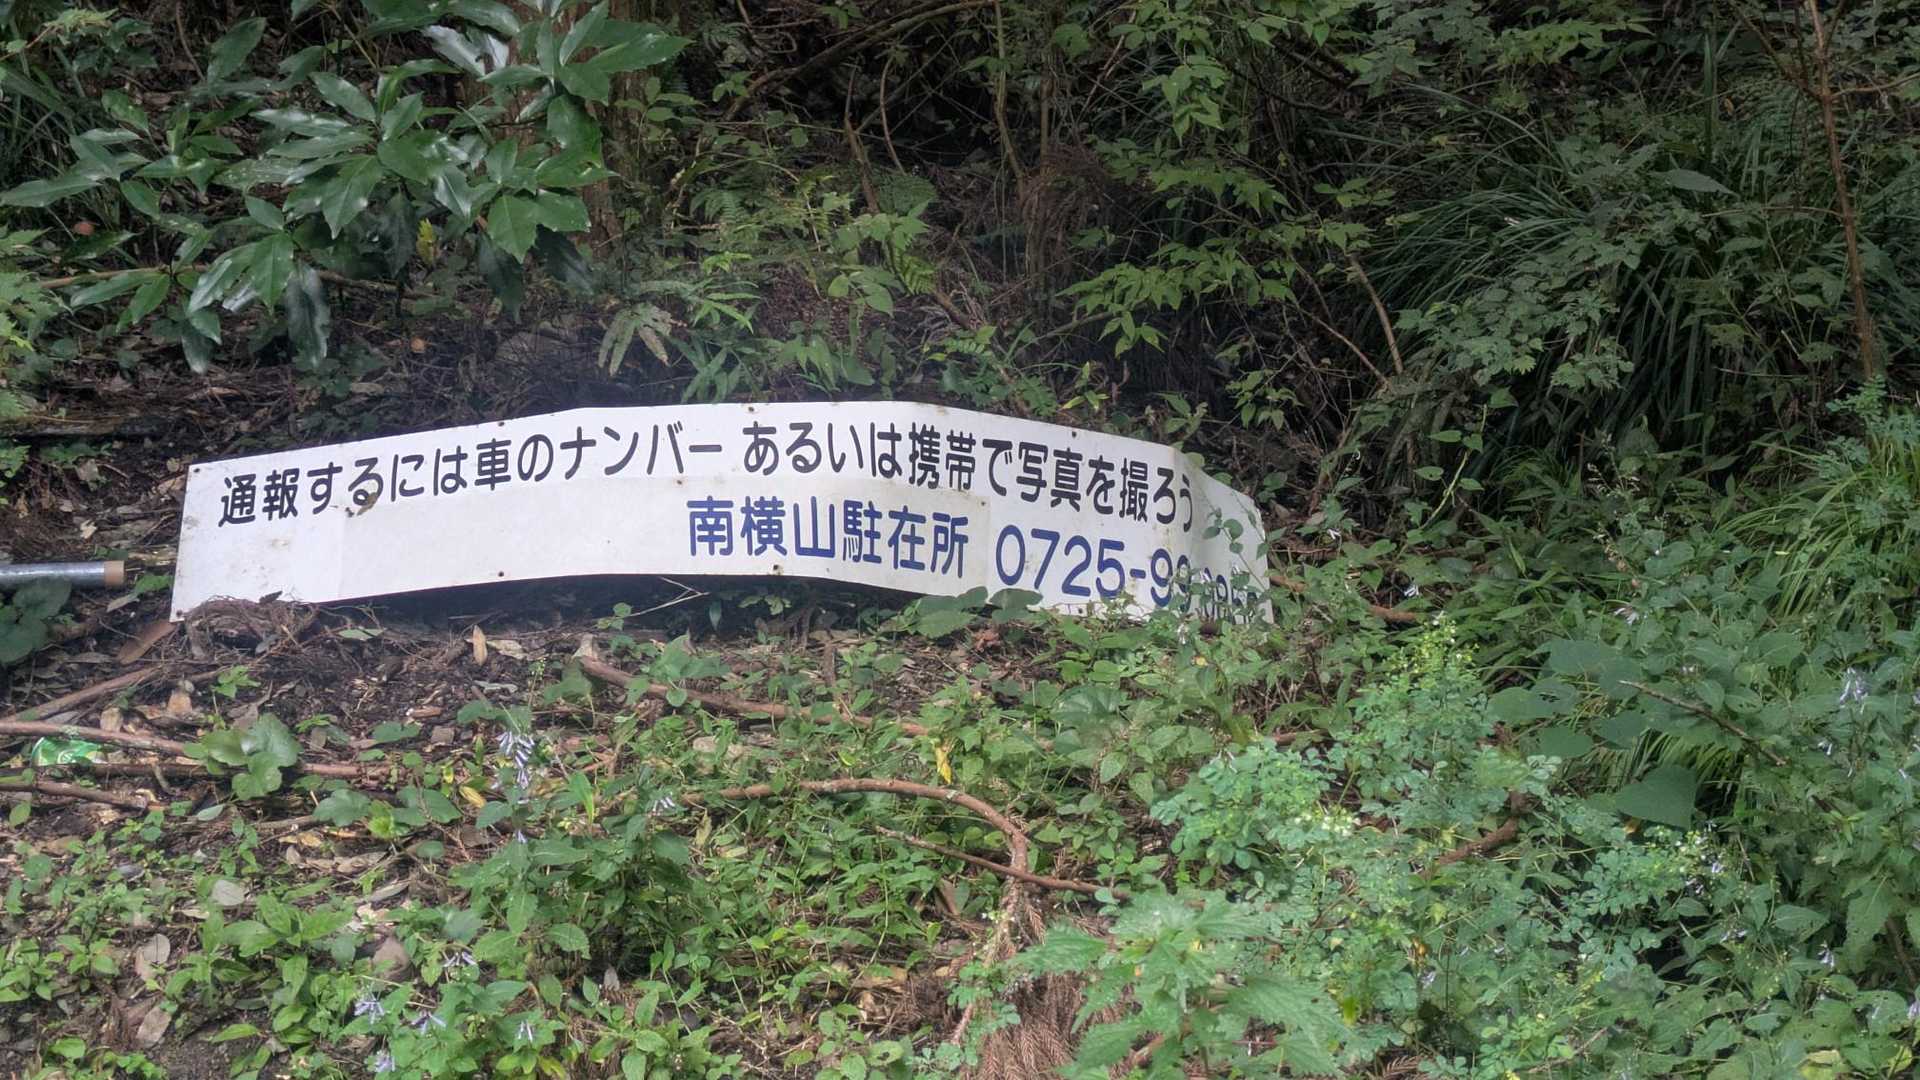 通報するには車のナンバー あるいは携帯で写真を撮ろう
南横山駐在所 0725-99